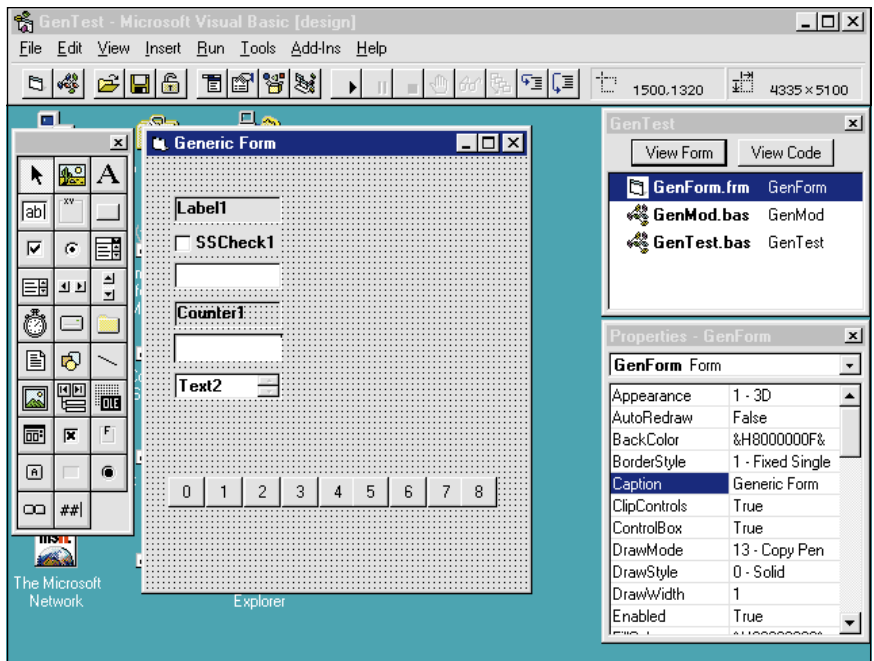 GenTest - Microsoft Visual Basic [design]
File Edit View Insert Run Tools Add-Ins Help
1500,1320 4335×5100
Generic Form
A
ab|
XY
OLE
F
A
##|
Label1
SSCheck1
Counter1
Text2
0 1 2 3 4 5 6 7 8
The Microsoft
Network
Explorer
GenTest
View Form View Code
GenForm.frm GenForm
GenMod.bas GenMod
GenTest.bas GenTest
Properties - GenForm
GenForm Form
Appearance 1 - 3D
AutoRedraw False
BackColor &H8000000F&
BorderStyle 1 - Fixed Single
Caption Generic Form
ClipControls True
ControlBox True
DrawMode 13 - Copy Pen
DrawStyle 0 - Solid
DrawWidth 1
Enabled True